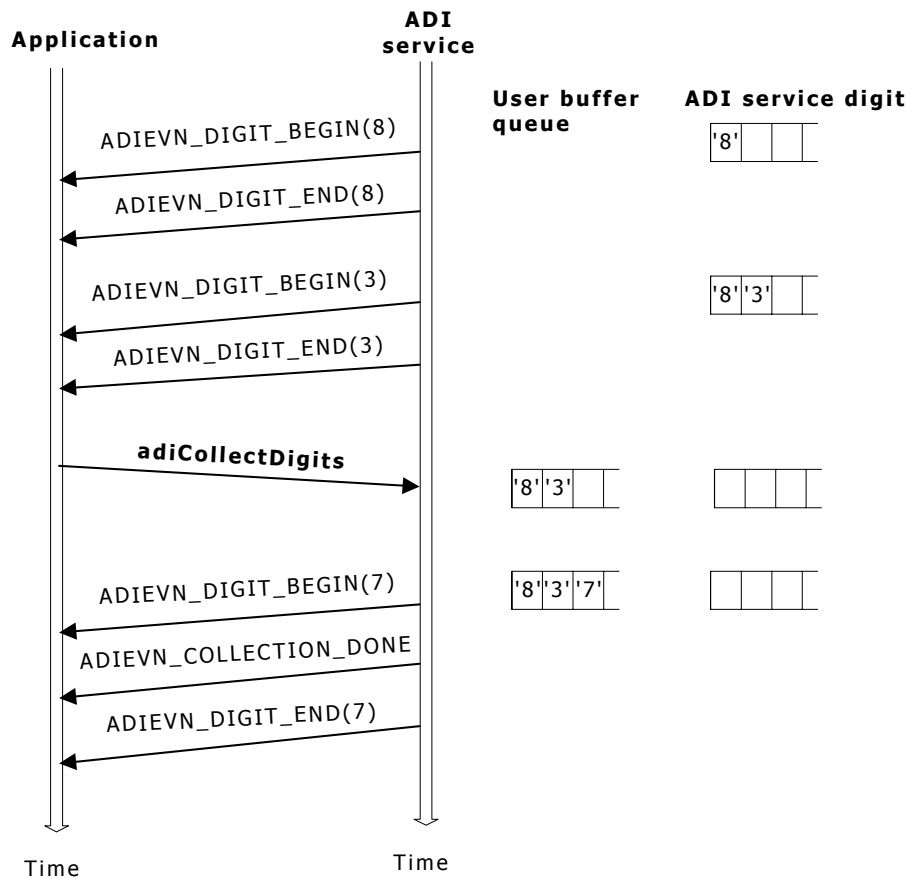 Application
ADI
service
User buffer
queue
ADI service digit
ADIEVN_DIGIT_BEGIN(8)
'8'
ADIEVN_DIGIT_END(8)
ADIEVN_DIGIT_BEGIN(3)
'8' '3'
ADIEVN_DIGIT_END(3)
adiCollectDigits
'8' '3'
ADIEVN_DIGIT_BEGIN(7)
'8' '3' '7'
ADIEVN_COLLECTION_DONE
ADIEVN_DIGIT_END(7)
Time
Time